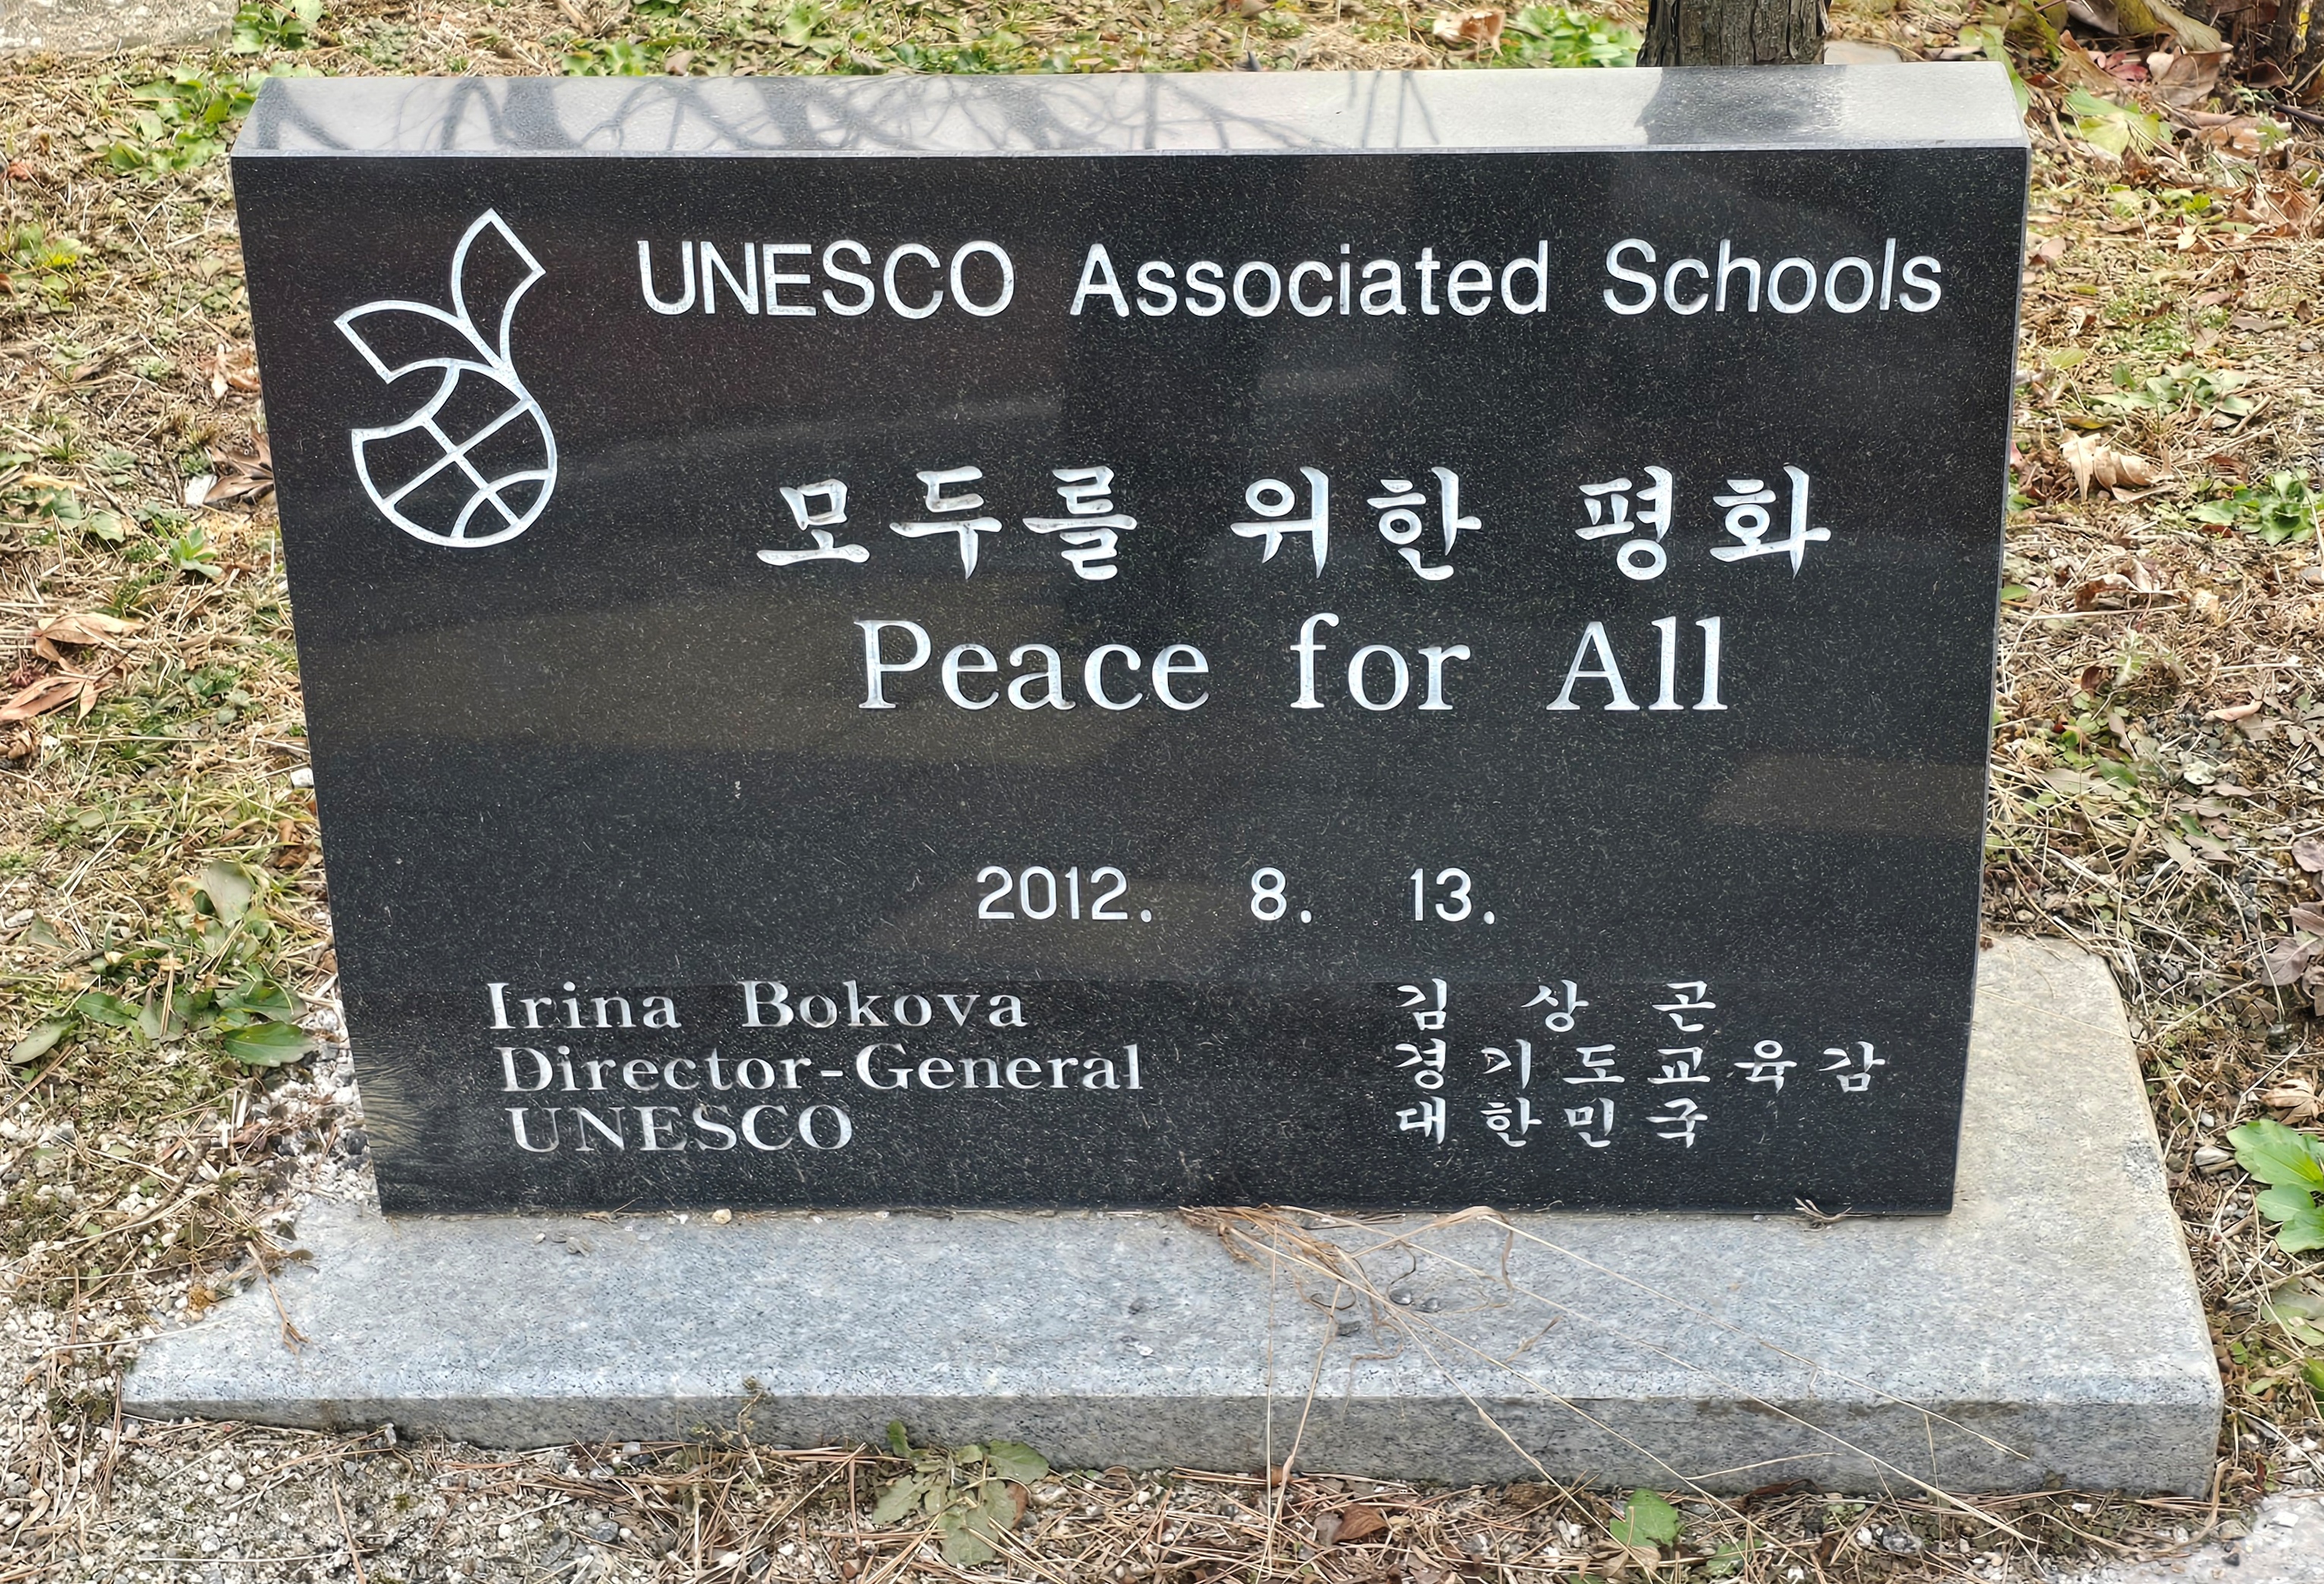 UNESCO Associated Schools
모두를 위한 평화
Peace for All
2012. 8. 13.
Irina Bokova
Director-General
UNESCO
김 상 곤
경기도교육감
대한민국